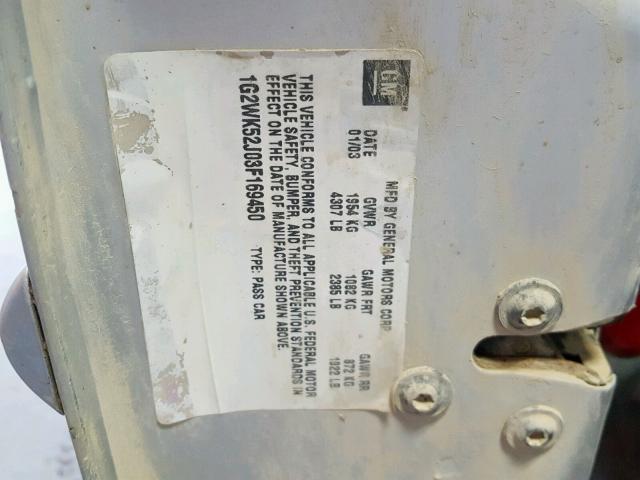 GM
MFD BY GENERAL MOTORS CORP
DATE GVWR GAWR FRT GAWR RR
01/03 1954 KG 1082 KG 872 KG
4307 LB 2385 LB 1922 LB
THIS VEHICLE CONFORMS TO ALL APPLICABLE U.S. FEDERAL MOTOR
VEHICLE SAFETY, BUMPER, AND THEFT PREVENTION STANDARDS IN
EFFECT ON THE DATE OF MANUFACTURE SHOWN ABOVE.
1G2WK52J03F169450 TYPE: PASS CAR